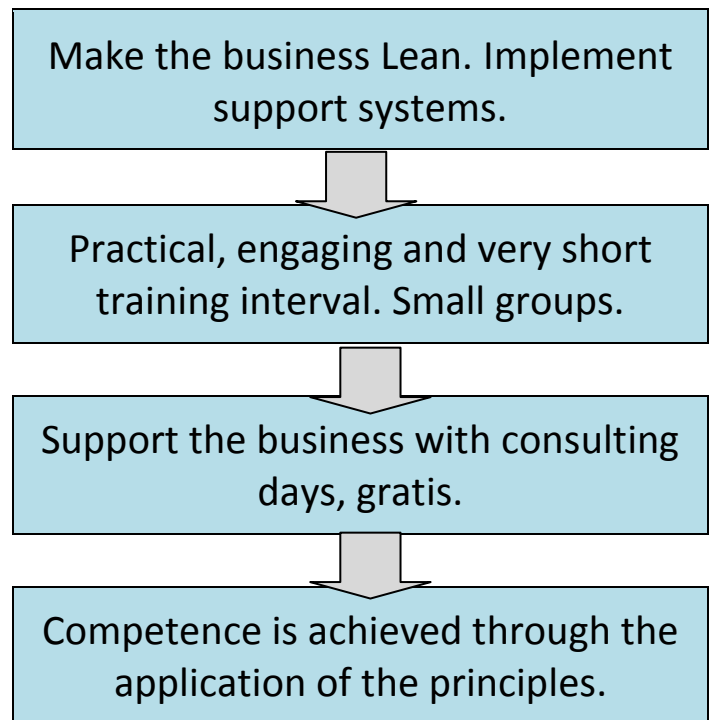 Make the business Lean. Implement
support systems.
Practical, engaging and very short
training interval. Small groups.
Support the business with consulting
days, gratis.
Competence is achieved through the
application of the principles.